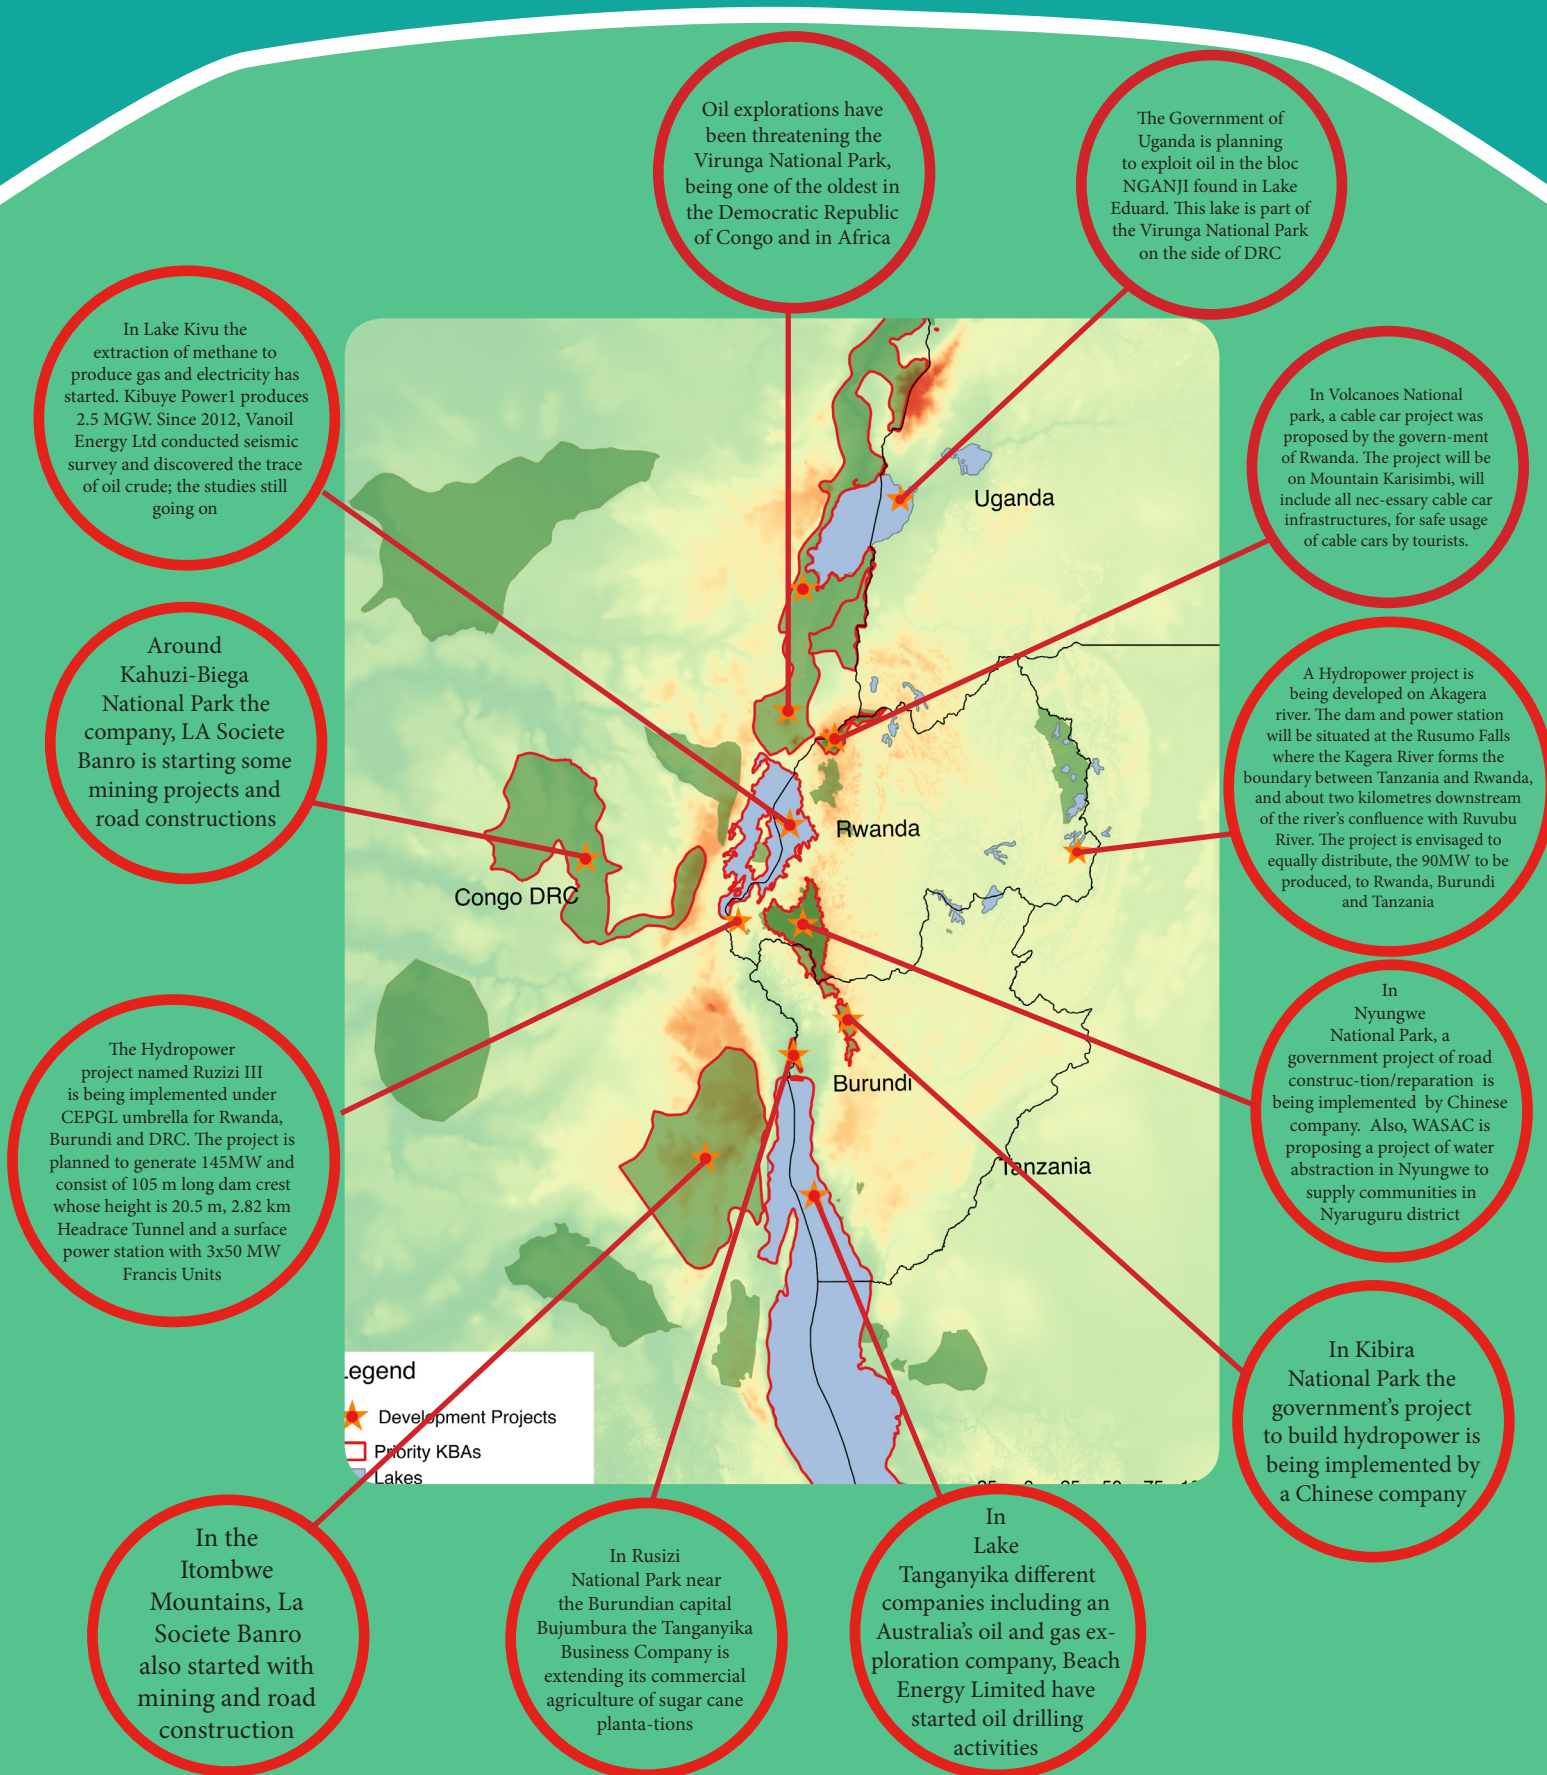 Oil explorations have
been threatening the
Virunga National Park,
being one of the oldest in
the Democratic Republic
of Congo and in Africa
The Government of
Uganda is planning
to exploit oil in the bloc
NGANJI found in Lake
Eduard. This lake is part of
the Virunga National Park
on the side of DRC
In Lake Kivu the
extraction of methane to
produce gas and electricity has
started. Kibuye Power1 produces
2.5 MGW. Since 2012, Vanoil
Energy Ltd conducted seismic
survey and discovered the trace
of oil crude; the studies still
going on
In Volcanoes National
park, a cable car project was
proposed by the govern-ment
of Rwanda. The project will be
on Mountain Karisimbi, will
include all nec-essary cable car
infrastructures, for safe usage
of cable cars by tourists.
Around
Kahuzi-Biega
National Park the
company, LA Societe
Banro is starting some
mining projects and
road constructions
A Hydropower project is
being developed on Akagera
river. The dam and power station
will be situated at the Rusumo Falls
where the Kagera River forms the
boundary between Tanzania and Rwanda,
and about two kilometres downstream
of the river's confluence with Ruvubu
River. The project is envisaged to
equally distribute, the 90MW to be
produced, to Rwanda, Burundi
and Tanzania
Uganda
Rwanda
Congo DRC
Burundi
Tanzania
The Hydropower
project named Ruzizi III
is being implemented under
CEPGL umbrella for Rwanda,
Burundi and DRC. The project is
planned to generate 145MW and
consist of 105 m long dam crest
whose height is 20.5 m, 2.82 km
Headrace Tunnel and a surface
power station with 3x50 MW
Francis Units
In
Nyungwe
National Park, a
government project of road
construc-tion/reparation is
being implemented by Chinese
company. Also, WASAC is
proposing a project of water
abstraction in Nyungwe to
supply communities in
Nyaruguru district
Legend
Development Projects
Priority KBAs
Lakes
In Kibira
National Park the
government's project
to build hydropower is
being implemented by
a Chinese company
In the
Itombwe
Mountains, La
Societe Banro
also started with
mining and road
construction
In Rusizi
National Park near
the Burundian capital
Bujumbura the Tanganyika
Business Company is
extending its commercial
agriculture of sugar cane
planta-tions
In
Lake
Tanganyika different
companies including an
Australia's oil and gas ex-
ploration company, Beach
Energy Limited have
started oil drilling
activities